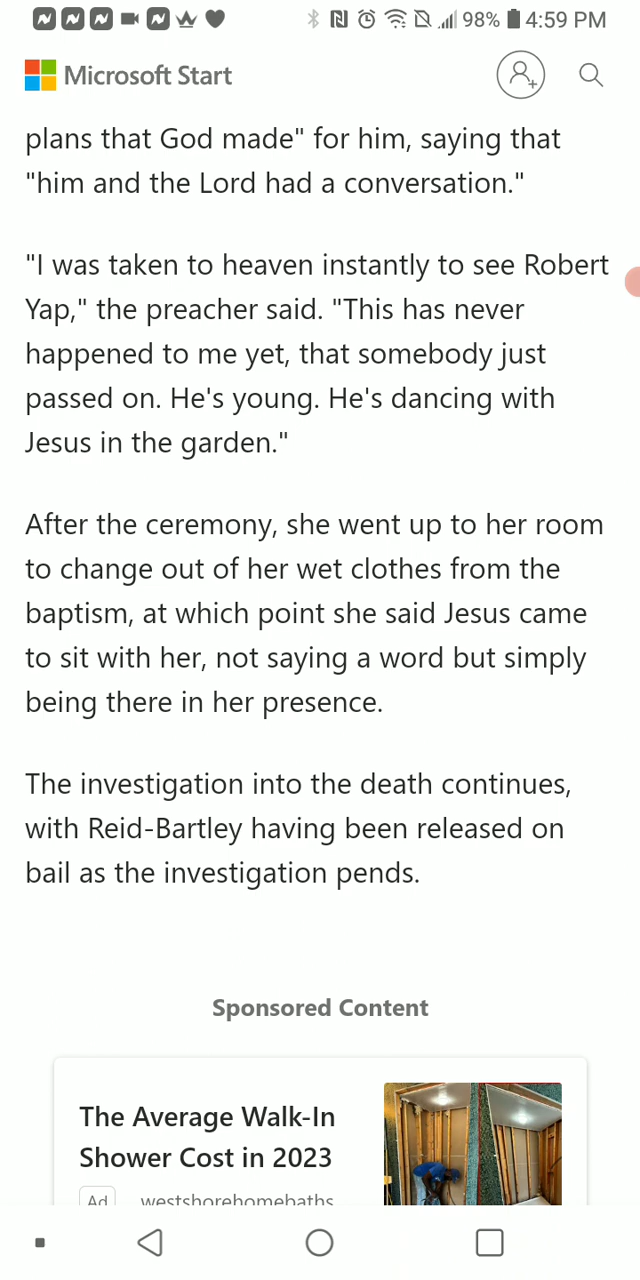 98% 4:59 PM
Microsoft Start
plans that God made" for him, saying that
"him and the Lord had a conversation."
"I was taken to heaven instantly to see Robert
Yap," the preacher said. "This has never
happened to me yet, that somebody just
passed on. He's young. He's dancing with
Jesus in the garden."
After the ceremony, she went up to her room
to change out of her wet clothes from the
baptism, at which point she said Jesus came
to sit with her, not saying a word but simply
being there in her presence.
The investigation into the death continues,
with Reid-Bartley having been released on
bail as the investigation pends.
Sponsored Content
The Average Walk-In
Shower Cost in 2023
Ad westshorehomebaths